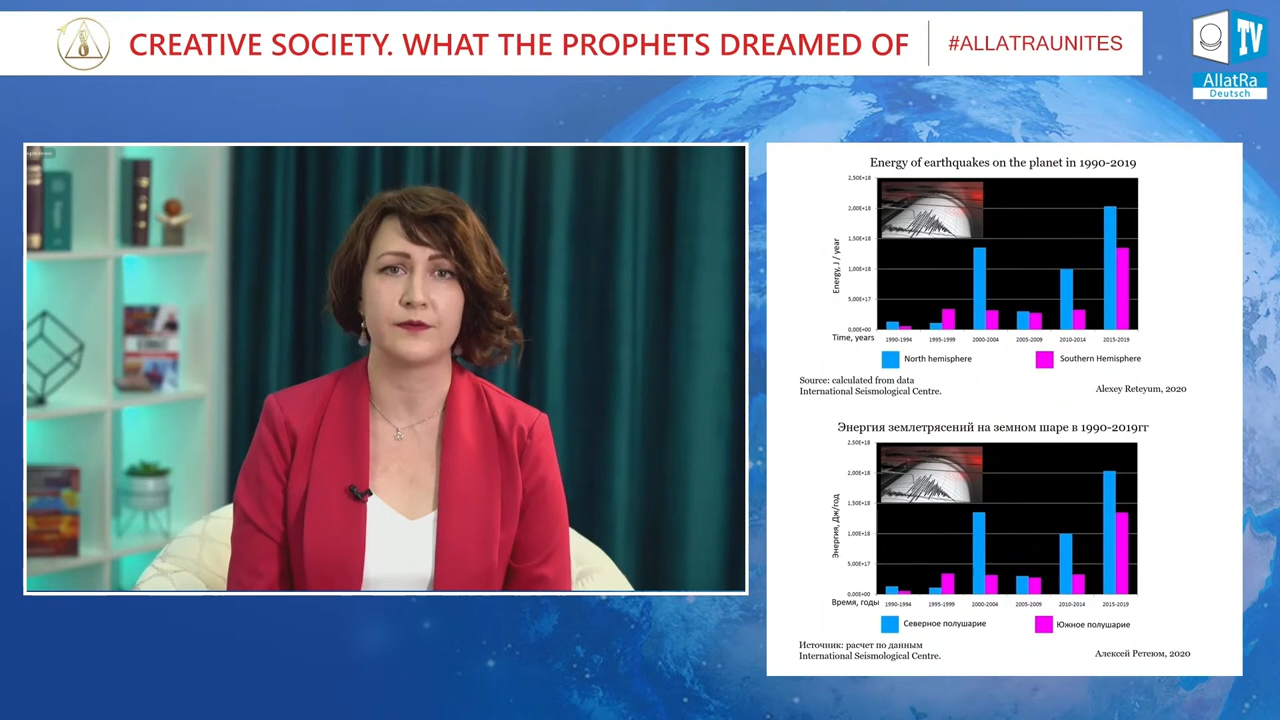 CREATIVE SOCIETY. WHAT THE PROPHETS DREAMED OF
#ALLATRAUNITES
TV
AllatRa
Deutsch
Energy of earthquakes on the planet in 1990-2019
2,50E+18
2,00E+18
1,50E+18
1,00E+18
5,00E+17
0,00E+00
Energy, J / year
Time, years
1990-1994 1995-1999 2000-2004 2005-2009 2010-2014 2015-2019
North hemisphere
Southern Hemisphere
Source: calculated from data
International Seismological Centre.
Alexey Reteyum, 2020
Энергия землетрясений на земном шаре в 1990-2019гг
2,50E+18
2,00E+18
1,50E+18
1,00E+18
5,00E+17
0,00E+00
Энергия, Дж/год
Время, годы
1990-1994 1995-1999 2000-2004 2005-2009 2010-2014 2015-2019
Северное полушарие
Южное полушарие
Источник: расчет по данным
International Seismological Centre.
Алексей Ретеюм, 2020